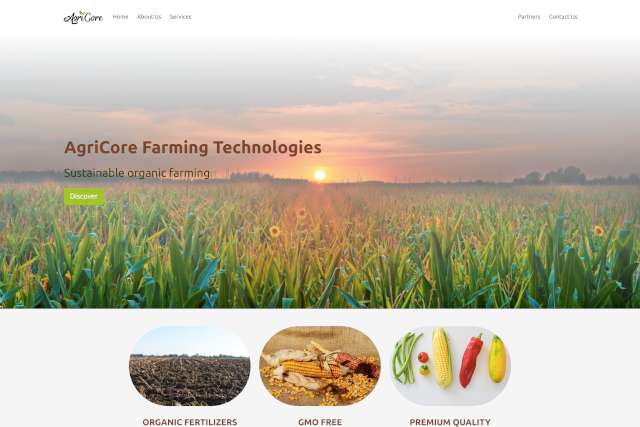 AgriCore
Home About Us Services Partners Contact Us
AgriCore Farming Technologies
Sustainable organic farming
Discover
ORGANIC FERTILIZERS GMO FREE PREMIUM QUALITY